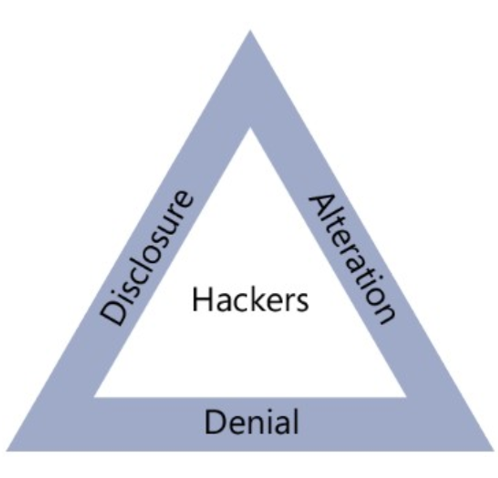 Disclosure
Alteration
Hackers
Denial